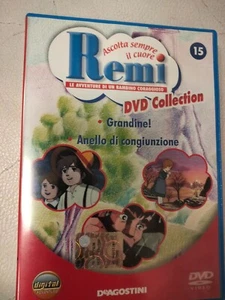 Ascolta sempre
il cuore
15
Remi
LE AVVENTURE DI UN BAMBINO CORAGGIOSO
DVD Collection
• Grandine!
Anello di congiunzione
digital
DVD
DEAGOSTINI